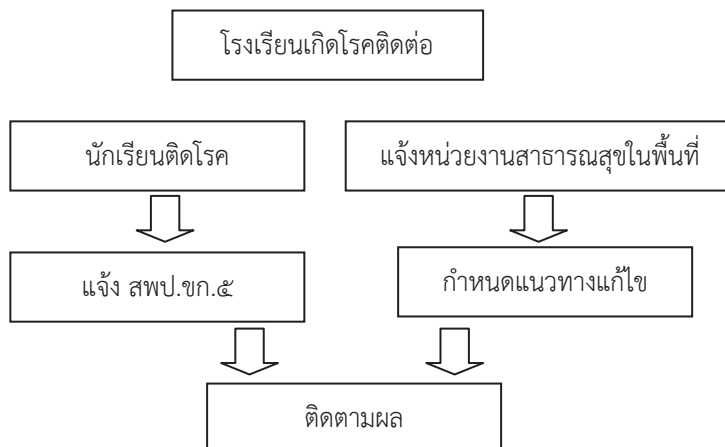 โรงเรียนเกิดโรคติดต่อ
นักเรียนติดโรค
แจ้งหน่วยงานสาธารณสุขในพื้นที่
แจ้ง สพป.ขก.๕
กำหนดแนวทางแก้ไข
ติดตามผล